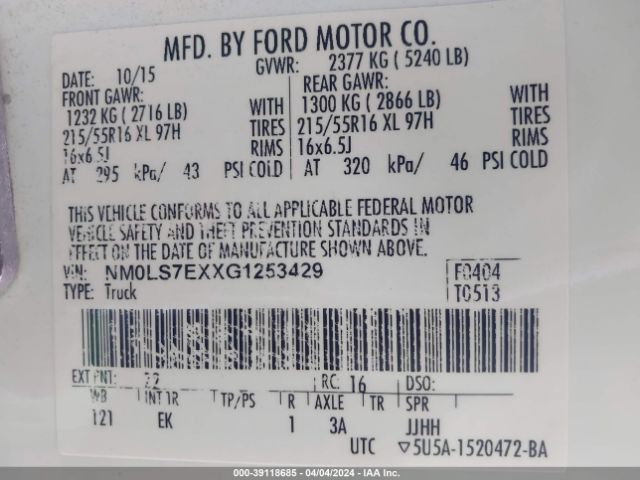 MFD. BY FORD MOTOR CO.
DATE: 10/15 GVWR: 2377 KG ( 5240 LB)
FRONT GAWR: REAR GAWR:
1232 KG ( 2716 LB) WITH 1300 KG ( 2866 LB) WITH
215/55R16 XL 97H TIRES 215/55R16 XL 97H TIRES
16x6.5J RIMS 16x6.5J RIMS
AT 295 kPa/ 43 PSI COLD AT 320 kPa/ 46 PSI COLD
THIS VEHICLE CONFORMS TO ALL APPLICABLE FEDERAL MOTOR
VEHICLE SAFETY AND THEFT PREVENTION STANDARDS IN
EFFECT ON THE DATE OF MANUFACTURE SHOWN ABOVE.
VIN: NM0LS7EXXG1253429 F0404
TYPE: Truck T0513
EXT PNT: RC: 16 DSO:
WB INT TR TP/PS R AXLE TR SPR
121 EK 1 3A JJHH
UTC ▽5U5A-1520472-BA
000-39118685 - 04/04/2024 - IAA Inc.